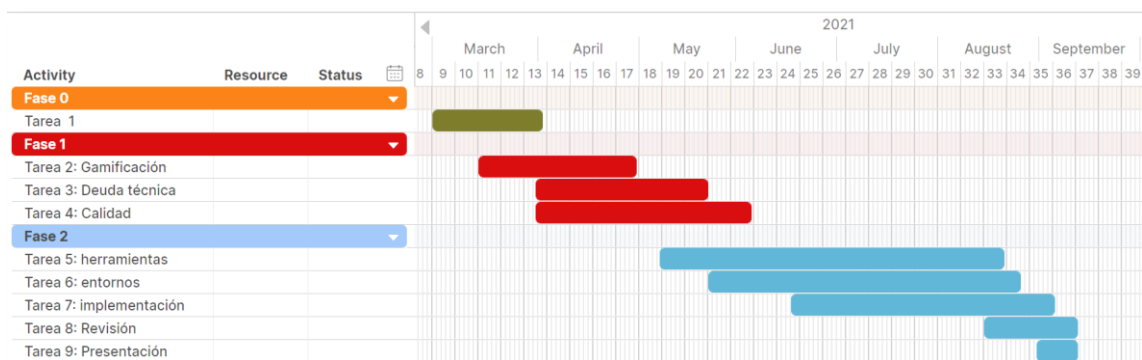 2021
March April May June July August September
Activity Resource Status 8 9 10 11 12 13 14 15 16 17 18 19 20 21 22 23 24 25 26 27 28 29 30 31 32 33 34 35 36 37 38 39
Fase 0
Tarea 1
Fase 1
Tarea 2: Gamificación
Tarea 3: Deuda técnica
Tarea 4: Calidad
Fase 2
Tarea 5: herramientas
Tarea 6: entornos
Tarea 7: implementación
Tarea 8: Revisión
Tarea 9: Presentación